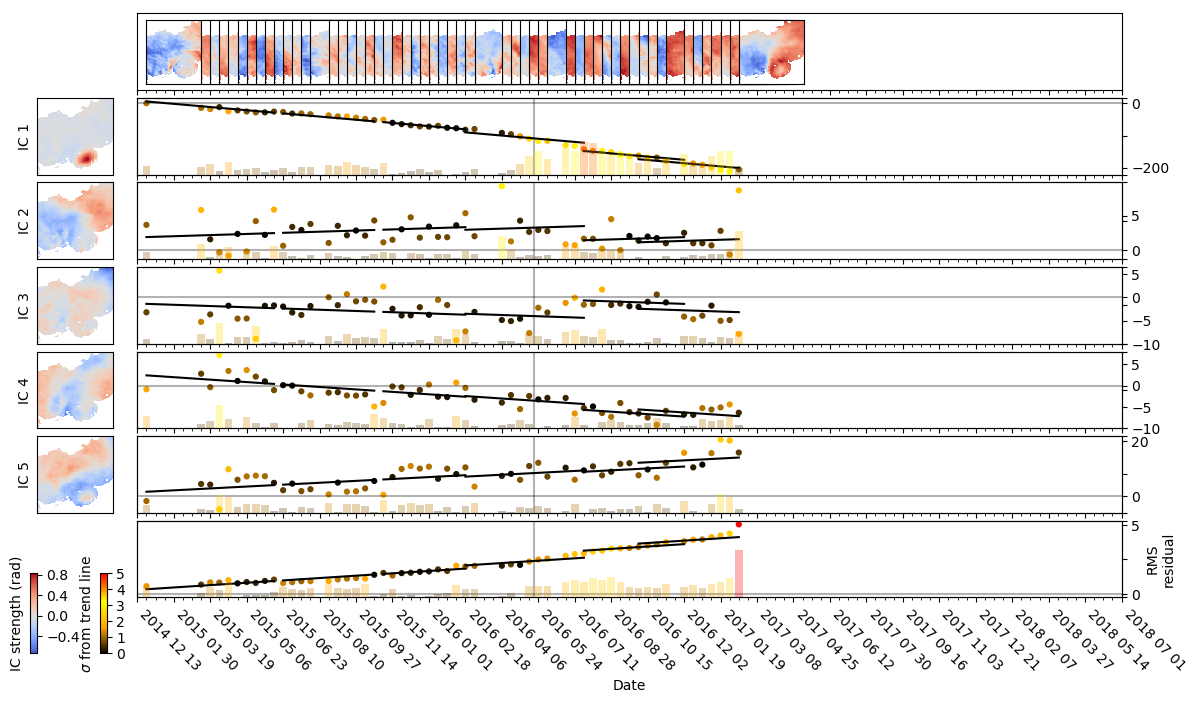 IC 1
0
−200
IC 2
5
0
IC 3
5
0
−5
−10
IC 4
5
0
−5
−10
IC 5
20
0
5
0
RMS
residual
IC strength (rad)
0.8
0.4
0.0
−0.4
σ from trend line
5
4
3
2
1
0
2014 12 13
2015 01 30
2015 03 19
2015 05 06
2015 06 23
2015 08 10
2015 09 27
2015 11 14
2016 01 01
2016 02 18
2016 04 06
2016 05 24
2016 07 11
2016 08 28
2016 10 15
2016 12 02
2017 01 19
2017 03 08
2017 04 25
2017 06 12
2017 07 30
2017 09 16
2017 11 03
2017 12 21
2018 02 07
2018 03 27
2018 05 14
2018 07 01
Date